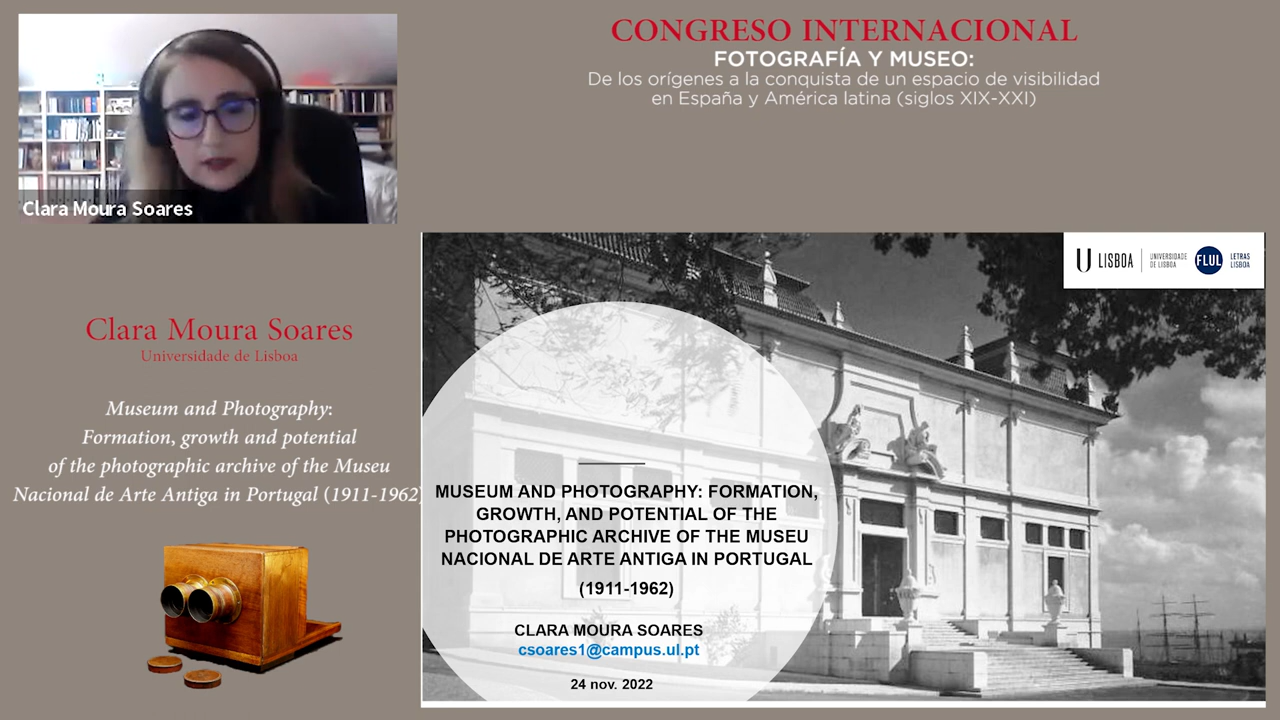 CONGRESO INTERNACIONAL
FOTOGRAFÍA Y MUSEO:
De los orígenes a la conquista de un espacio de visibilidad
en España y América latina (siglos XIX-XXI)
Clara Moura Soares
Clara Moura Soares
Universidade de Lisboa
Museum and Photography:
Formation, growth and potential
of the photographic archive of the Museu
Nacional de Arte Antiga in Portugal (1911-1962)
U LISBOA
UNIVERSIDADE
DE LISBOA
FLUL
LETRAS
LISBOA
MUSEUM AND PHOTOGRAPHY: FORMATION,
GROWTH, AND POTENTIAL OF THE
PHOTOGRAPHIC ARCHIVE OF THE MUSEU
NACIONAL DE ARTE ANTIGA IN PORTUGAL
(1911-1962)
CLARA MOURA SOARES
csoares1@campus.ul.pt
24 nov. 2022